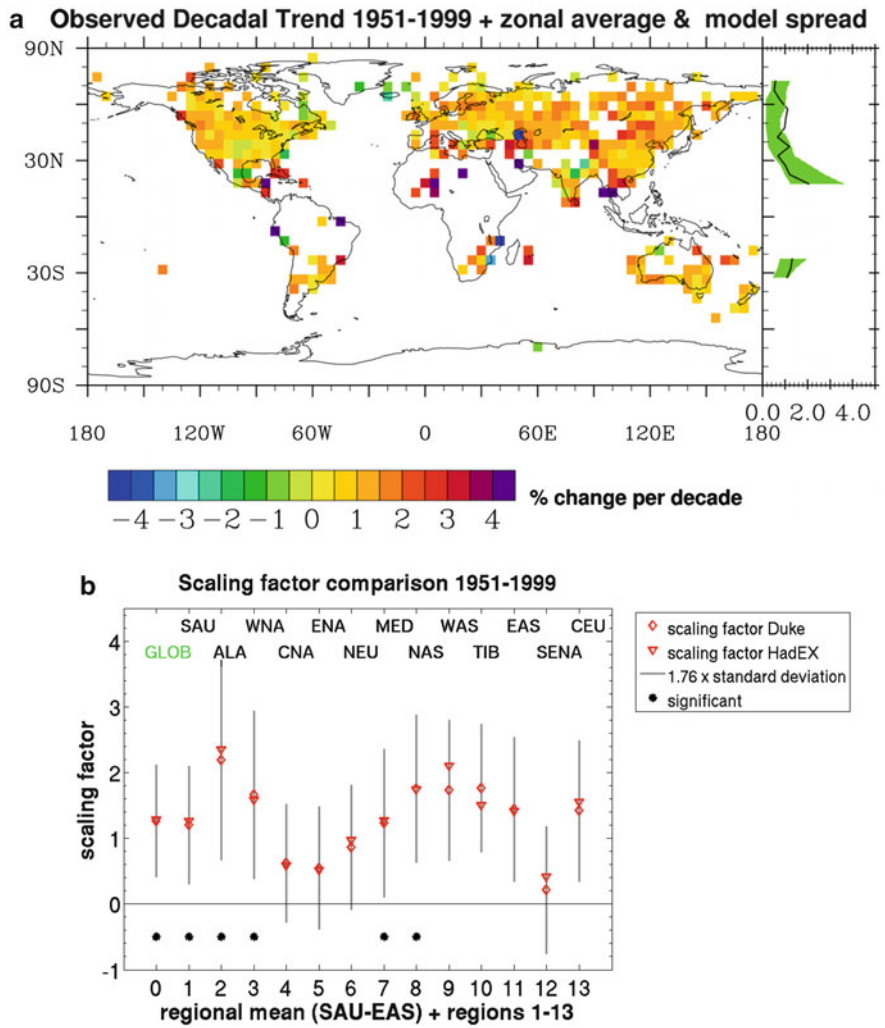 a Observed Decadal Trend 1951-1999 + zonal average & model spread
90N
30N
30S
90S
180 120W 60W 0 60E 120E 180
0.0 2.0 4.0
−4 −3 −2 −1 0 1 2 3 4
% change per decade
b Scaling factor comparison 1951-1999
SAU WNA ENA MED WAS EAS CEU
GLOB ALA CNA NEU NAS TIB SENA
scaling factor
4
3
2
1
0
-1
0 1 2 3 4 5 6 7 8 9 10 11 12 13
regional mean (SAU-EAS) + regions 1-13
scaling factor Duke
scaling factor HadEX
1.76 x standard deviation
significant